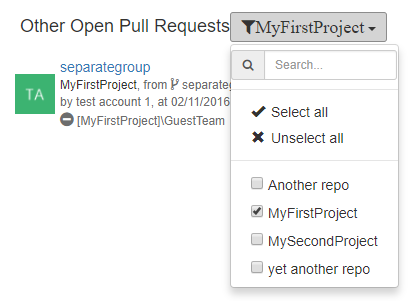 Other Open Pull Requests MyFirstProject
Search...
separategroup
TA
MyFirstProject, from separate
by test account 1, at 02/11/2016
[MyFirstProject]\GuestTeam
Select all
Unselect all
Another repo
MyFirstProject
MySecondProject
yet another repo